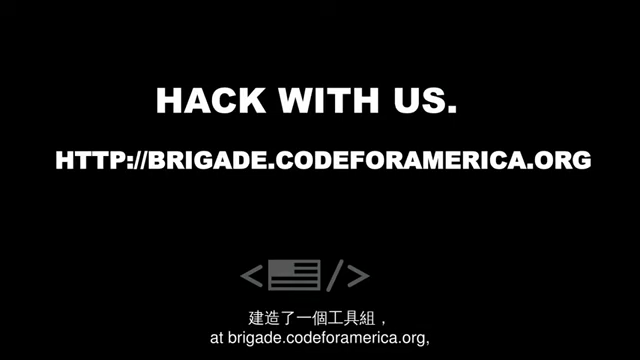 HACK WITH US.
HTTP://BRIGADE.CODEFORAMERICA.ORG
建造了一個工具組，
at brigade.codeforamerica.org,